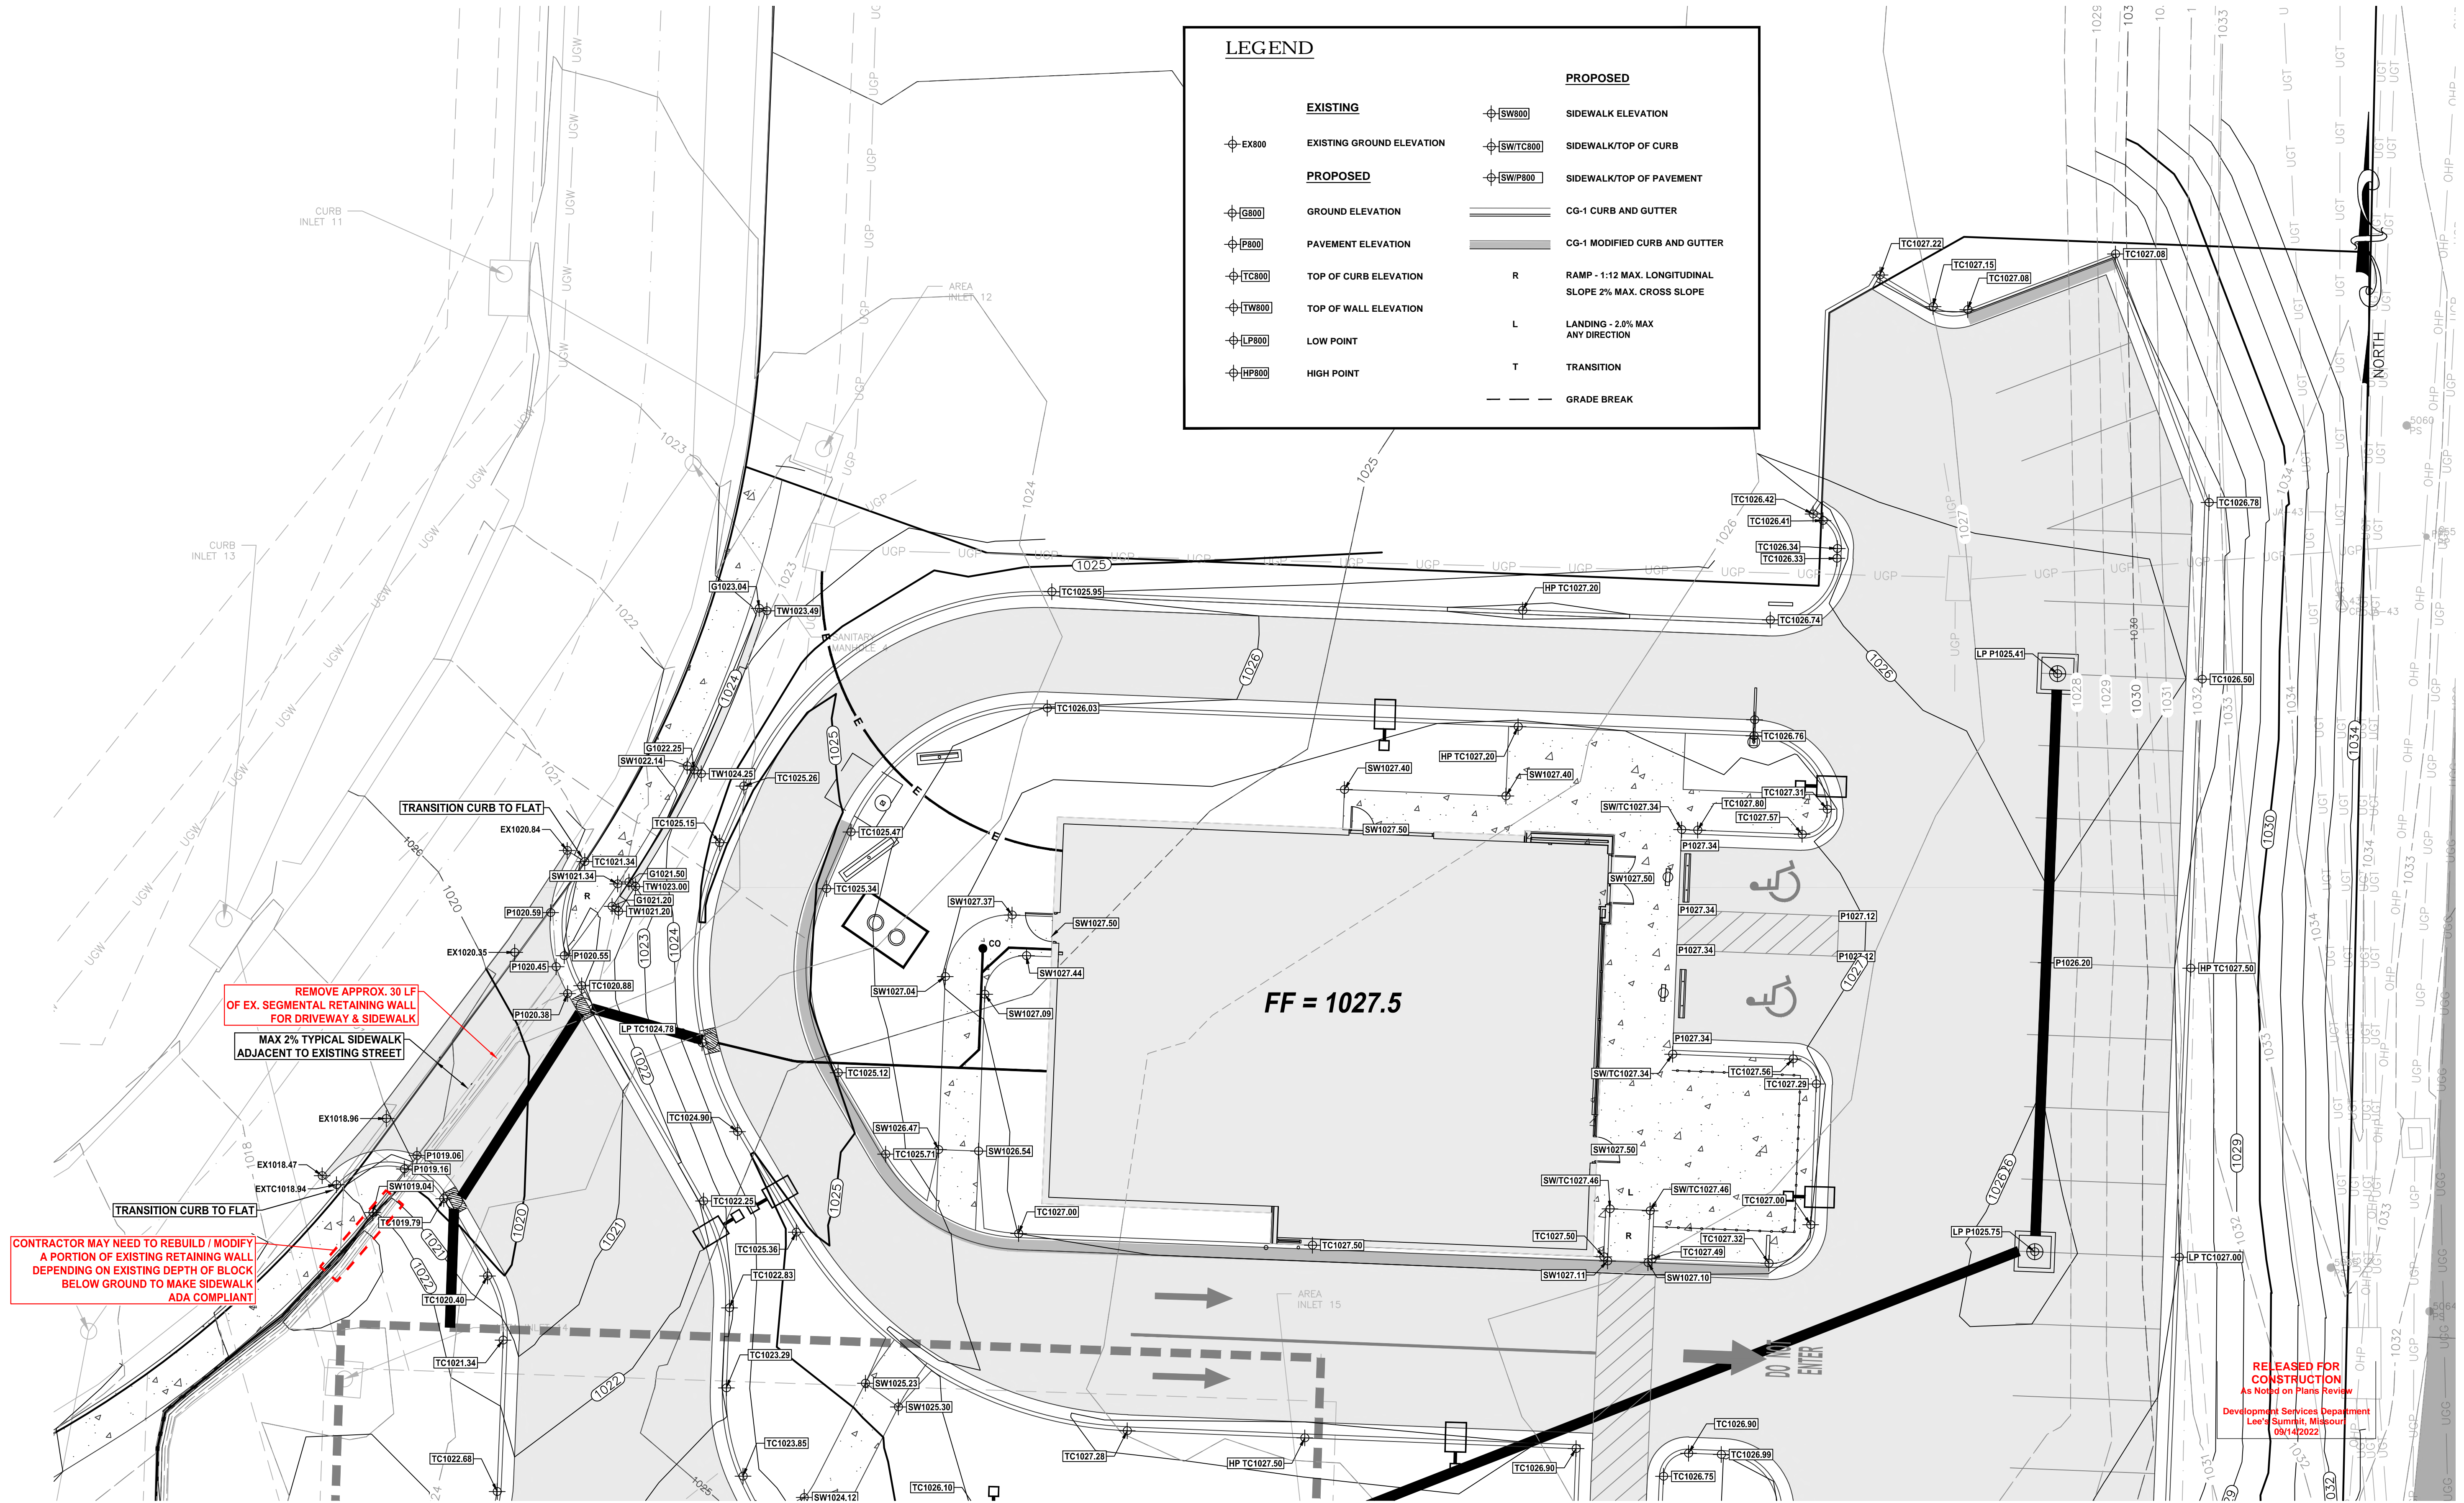 LEGEND
EXISTING
EX800 EXISTING GROUND ELEVATION
PROPOSED
G800 GROUND ELEVATION
P800 PAVEMENT ELEVATION
TC800 TOP OF CURB ELEVATION
TW800 TOP OF WALL ELEVATION
LP800 LOW POINT
HP800 HIGH POINT
PROPOSED
SW800 SIDEWALK ELEVATION
SW/TC800 SIDEWALK/TOP OF CURB
SW/P800 SIDEWALK/TOP OF PAVEMENT
CG-1 CURB AND GUTTER
CG-1 MODIFIED CURB AND GUTTER
R RAMP - 1:12 MAX. LONGITUDINAL
SLOPE 2% MAX. CROSS SLOPE
L LANDING - 2.0% MAX
ANY DIRECTION
T TRANSITION
GRADE BREAK
CURB
INLET 11
AREA
INLET 12
CURB
INLET 13
SANITARY
MANHOLE 4
AREA
INLET 15
NORTH
TC1027.22
TC1027.15
TC1027.08
TC1027.08
TC1026.42
TC1026.41
TC1026.34
TC1026.33
TC1026.78
TC1026.74
TC1026.50
HP TC1027.20
TC1025.95
G1023.04
TW1023.49
LP P1025.41
TC1026.03
TC1026.76
HP TC1027.20
SW1027.40
SW1027.40
G1022.25
SW1022.14
TW1024.25
TC1025.26
TC1025.15
TC1025.47
TC1025.34
SW/TC1027.34
TC1027.31
TC1027.80
TC1027.57
SW1027.50
P1027.34
SW1027.50
TRANSITION CURB TO FLAT
EX1020.84
TC1021.34
SW1021.34
G1021.50
TW1023.00
G1021.20
TW1021.20
R
P1020.59
EX1020.35
P1020.55
P1020.45
TC1020.88
P1020.38
SW1027.37
SW1027.50
CO
SW1027.44
SW1027.04
SW1027.09
P1027.34
P1027.12
P1027.34
P1027.12
P1026.20
HP TC1027.50
FF = 1027.5
REMOVE APPROX. 30 LF
OF EX. SEGMENTAL RETAINING WALL
FOR DRIVEWAY & SIDEWALK
MAX 2% TYPICAL SIDEWALK
ADJACENT TO EXISTING STREET
LP TC1024.78
TC1025.12
P1027.34
SW/TC1027.34
TC1027.56
TC1027.29
EX1018.96
TC1024.90
SW1026.47
TC1025.71
SW1026.54
SW1027.50
EX1018.47
P1019.06
P1019.16
EXTC1018.94
SW1019.04
TRANSITION CURB TO FLAT
TC1019.79
TC1022.25
TC1027.00
SW/TC1027.46
SW/TC1027.46
L
R
TC1027.00
TC1027.50
TC1027.50
TC1027.49
TC1027.32
SW1027.11
SW1027.10
LP P1025.75
LP TC1027.00
CONTRACTOR MAY NEED TO REBUILD / MODIFY
A PORTION OF EXISTING RETAINING WALL
DEPENDING ON EXISTING DEPTH OF BLOCK
BELOW GROUND TO MAKE SIDEWALK
ADA COMPLIANT
TC1025.36
TC1022.83
TC1020.40
TC1021.34
TC1023.29
SW1025.23
SW1025.30
DO NOT
ENTER
TC1022.68
TC1023.85
SW1024.12
TC1026.10
TC1027.28
HP TC1027.50
TC1026.90
TC1026.90
TC1026.99
TC1026.75
RELEASED FOR
CONSTRUCTION
As Noted on Plans Review
Development Services Department
Lee's Summit, Missouri
09/14/2022